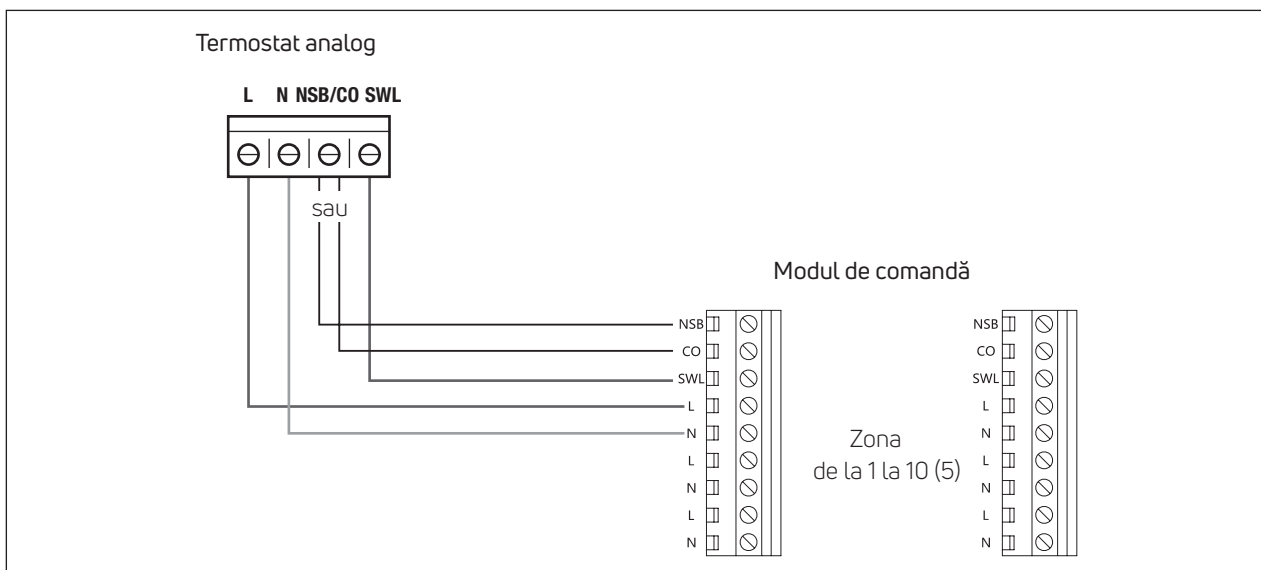 Termostat analog
L N NSB/CO SWL
sau
Modul de comandă
NSB
CO
SWL
L
N
L
N
L
N
Zona
de la 1 la 10 (5)
NSB
CO
SWL
L
N
L
N
L
N